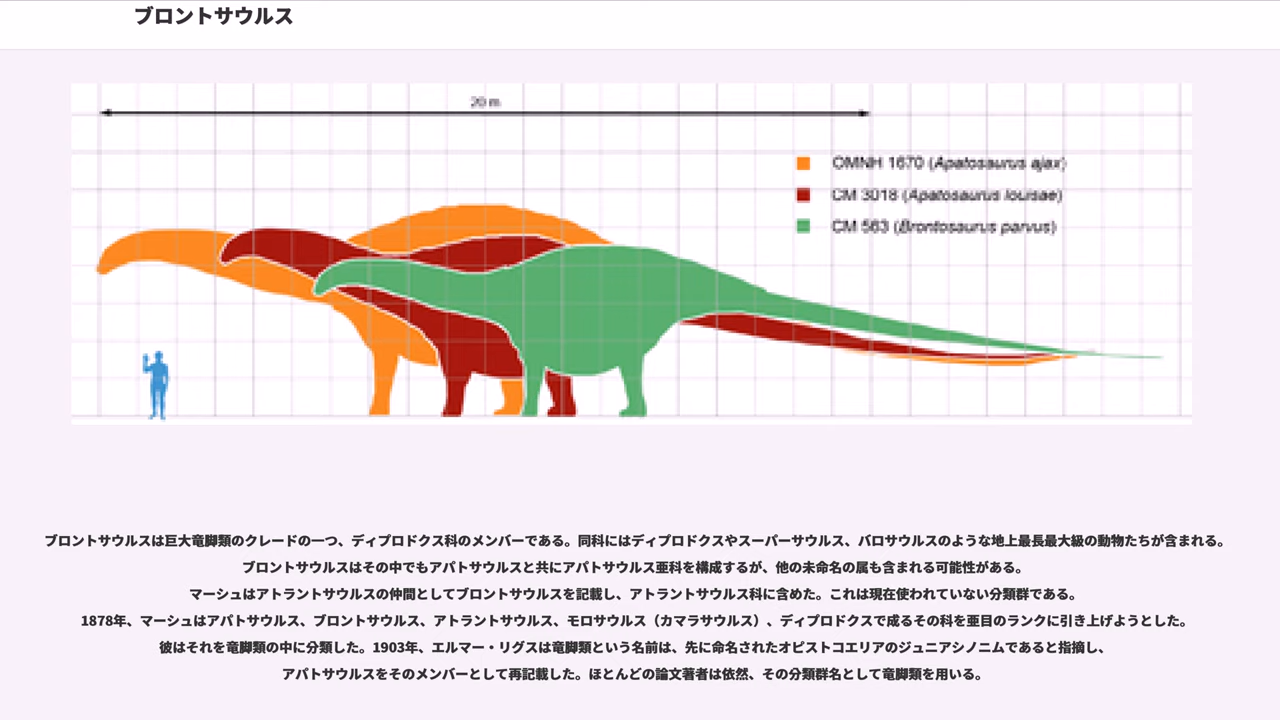 ブロントサウルス
20 m
OMNH 1670 (Apatosaurus ajax)
CM 3018 (Apatosaurus louisae)
CM 563 (Brontosaurus parvus)
ブロントサウルスは巨大竜脚類のクレードの一つ、ディプロドクス科のメンバーである。同科にはディプロドクスやスーパーサウルス、バロサウルスのような地上最長最大級の動物たちが含まれる。
ブロントサウルスはその中でもアパトサウルスと共にアパトサウルス亜科を構成するが、他の未命名の属も含まれる可能性がある。
マーシュはアトラントサウルスの仲間としてブロントサウルスを記載し、アトラントサウルス科に含めた。これは現在使われていない分類群である。
1878年、マーシュはアパトサウルス、ブロントサウルス、アトラントサウルス、モロサウルス（カマラサウルス）、ディプロドクスで成るその科を亜目のランクに引き上げようとした。
彼はそれを竜脚類の中に分類した。1903年、エルマー・リグスは竜脚類という名前は、先に命名されたオピストコエリアのジュニアシノニムであると指摘し、
アパトサウルスをそのメンバーとして再記載した。ほとんどの論文著者は依然、その分類群名として竜脚類を用いる。